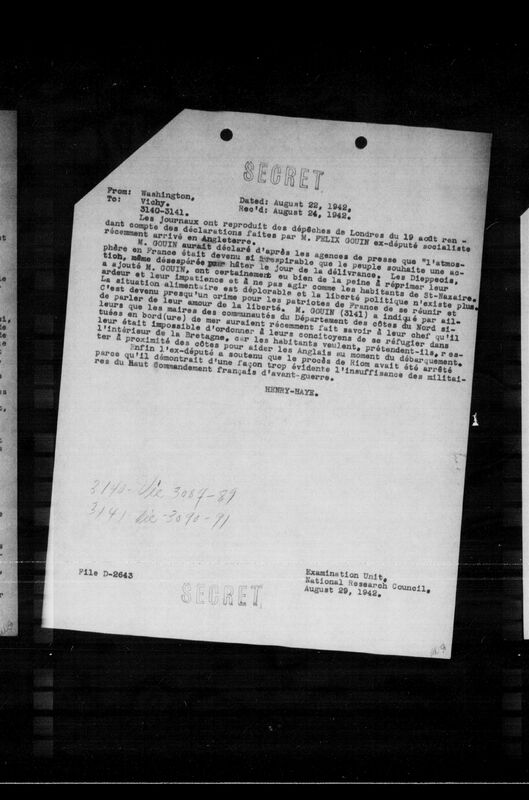 SECRET
From: Washington,
To: Vichy.
3140-3141.
Dated: August 22, 1942.
Rec'd: August 24, 1942.
Les journaux ont reproduit des dépêches de Londres du 19 août ren -
dant compte des déclarations faites par M. FELIX GOUIN ex-député socialiste
récemment arrivé en Angleterre.
M. GOUIN aurait déclaré d'après les agences de presse que "l'atmos-
phère en France était devenu si irrespirable que le peuple souhaite une ac-
tion, même désespérée pour hâter le jour de la délivrance. Les Dieppeois,
a ajouté M. GOUIN, ont certainement eu bien de la peine à réprimer leur
ardeur et leur impatience et à ne pas agir comme les habitants de St-Nazaire.
La situation alimentaire est déplorable et la liberté politique n'existe plus.
C'est devenu presqu'un crime pour les patriotes de France de se réunir et
de parler de leur amour de la liberté. M. GOUIN (3141) a indiqué par ail-
leurs que les maires des communautés du Département des côtes du Nord si-
tuées en bord(ure) de mer auraient récemment fait savoir à leur chef qu'il
leur était impossible d'ordonner à leurs concitoyens de se réfugier dans
l'intérieur de la Bretagne, car les habitants veulent, prétendent-ils, res-
ter à proximité des côtes pour aider les Anglais au moment du débarquement.
Enfin l'ex-député a soutenu que le procès de Riom avait été arrêté
parce qu'il démontrait d'une façon trop évidente l'insuffisance des militai-
res du Haut Commandement français d'avant-guerre.
HENRY-HAYE.
3140 - Vic 3087-89
3141 Vic 3090-91
File D-2643
SECRET
Examination Unit,
National Research Council,
August 29, 1942.